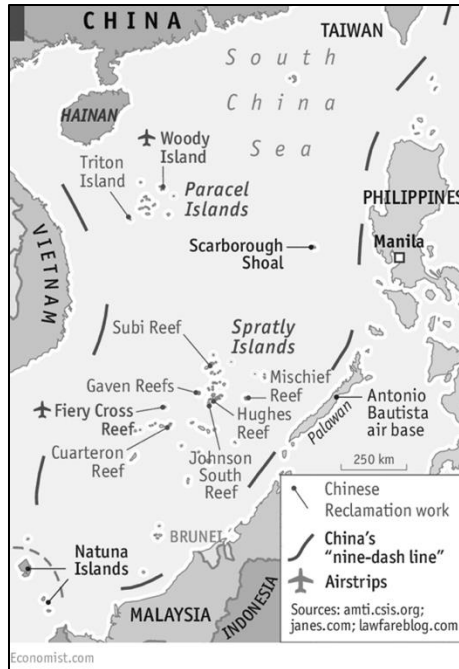 CHINA
TAIWAN
South
China
Sea
HAINAN
Woody
Island
Triton
Island
Paracel
Islands
PHILIPPINES
Manila
Scarborough
Shoal
VIETNAM
Subi Reef
Spratly
Islands
Gaven Reefs
Mischief
Reef
Fiery Cross
Reef
Hughes
Reef
Antonio
Bautista
air base
Palawan
Cuarteron
Reef
Johnson
South
Reef
250 km
Chinese
Reclamation work
China's
"nine-dash line"
Airstrips
Sources: amti.csis.org;
janes.com; lawfareblog.com
BRUNEI
Natuna
Islands
MALAYSIA
INDONESIA
Economist.com